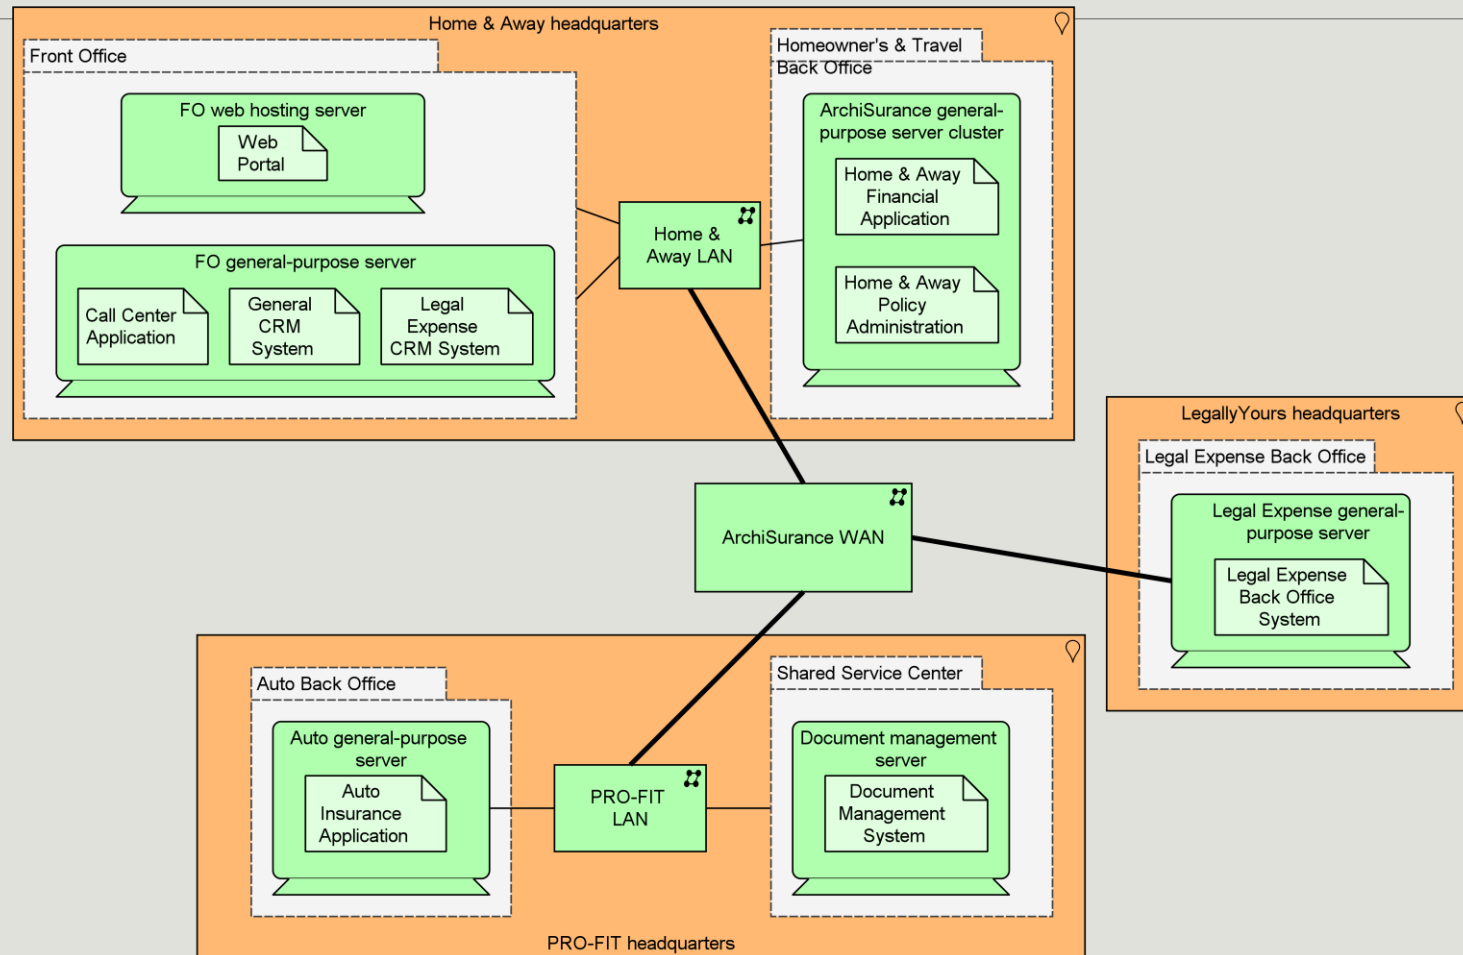 Home & Away headquarters
Front Office
FO web hosting server
Web
Portal
FO general-purpose server
Call Center
Application
General
CRM
System
Legal
Expense
CRM System
Home &
Away LAN
Homeowner's & Travel
Back Office
ArchiSurance general-
purpose server cluster
Home & Away
Financial
Application
Home & Away
Policy
Administration
ArchiSurance WAN
LegallyYours headquarters
Legal Expense Back Office
Legal Expense general-
purpose server
Legal Expense
Back Office
System
Auto Back Office
Auto general-purpose
server
Auto
Insurance
Application
PRO-FIT
LAN
Shared Service Center
Document management
server
Document
Management
System
PRO-FIT headquarters